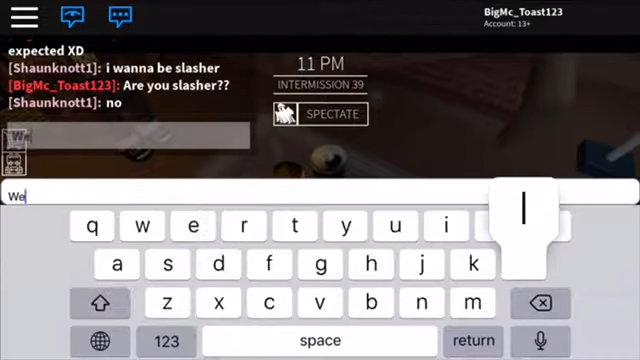 BigMc_Toast123
Account: 13+
expected XD
[Shaunknott1]: i wanna be slasher
[BigMc_Toast123]: Are you slasher??
[Shaunknott1]: no
11 PM
INTERMISSION 39
SPECTATE
We
We
q w e r t y u i
l
a s d f g h j k
z x c v b n m
123 space return